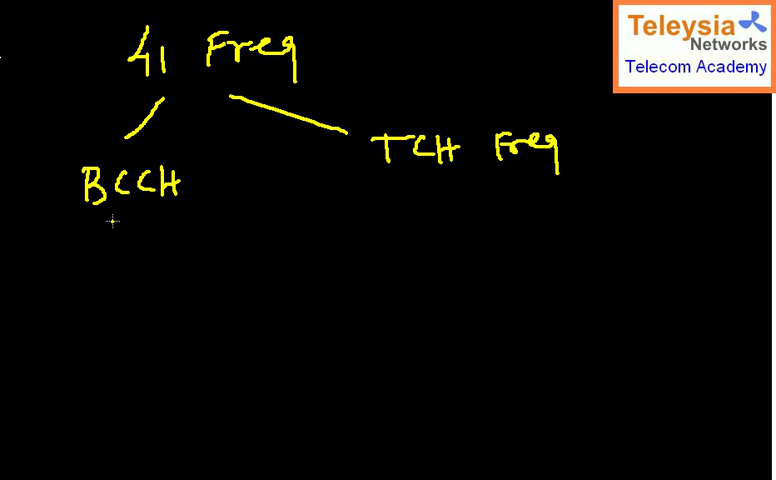 41 Freq
BCCH
TCH Freq
Teleysia
Networks
Telecom Academy